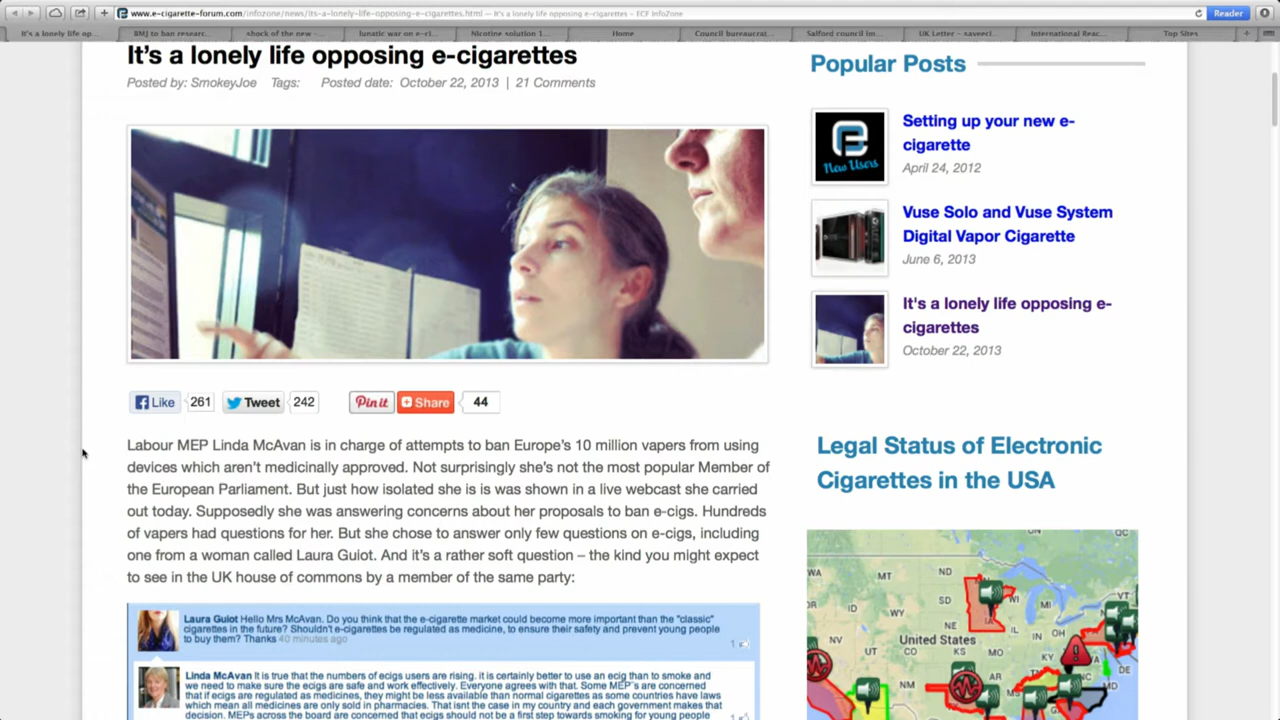 www.e-cigarette-forum.com/infozone/news/its-a-lonely-life-opposing-e-cigarettes.html — It's a lonely life opposing e-cigarettes – ECF InfoZone
Reader
It's a lonely life op...
BMJ to ban researc...
shock of the new –...
lunatic war on e-ci...
Nicotine solution 1...
Home
Council bureaucrat...
Salford council im...
UK Letter – saveeci...
International Reac...
Top Sites
It's a lonely life opposing e-cigarettes
Posted by: SmokeyJoe Tags: Posted date: October 22, 2013 | 21 Comments
Like 261 Tweet 242 Pin it Share 44
Labour MEP Linda McAvan is in charge of attempts to ban Europe's 10 million vapers from using
devices which aren't medicinally approved. Not surprisingly she's not the most popular Member of
the European Parliament. But just how isolated she is is was shown in a live webcast she carried
out today. Supposedly she was answering concerns about her proposals to ban e-cigs. Hundreds
of vapers had questions for her. But she chose to answer only few questions on e-cigs, including
one from a woman called Laura Guiot. And it's a rather soft question – the kind you might expect
to see in the UK house of commons by a member of the same party:
Laura Guiot Hello Mrs McAvan. Do you think that the e-cigarette market could become more important than the "classic"
cigarettes in the future? Shouldn't e-cigarettes be regulated as medicine, to ensure their safety and prevent young people
to buy them? Thanks 40 minutes ago
1
Linda McAvan It is true that the numbers of ecigs users are rising. it is certainly better to use an ecig than to smoke and
we need to make sure the ecigs are safe and work effectively. Everyone agrees with that. Some MEP's are concerned
that if ecigs are regulated as medicines, they might be less available than normal cigarettes as some countries have laws
which mean all medicines are only sold in pharmacies. That isnt the case in my country and each government makes that
decision. MEPs across the board are concerned that ecigs should not be a first step towards smoking for young people
1
Popular Posts
New Users
Setting up your new e-
cigarette
April 24, 2012
Vuse Solo and Vuse System
Digital Vapor Cigarette
June 6, 2013
It's a lonely life opposing e-
cigarettes
October 22, 2013
Legal Status of Electronic
Cigarettes in the USA
ON
QC
WA
MT
ND
MN
OR
SD
WI
MI
VT
WY
IA
NV
NE
OH
United States
UT
CO
KS
MO
KY
DE
NM